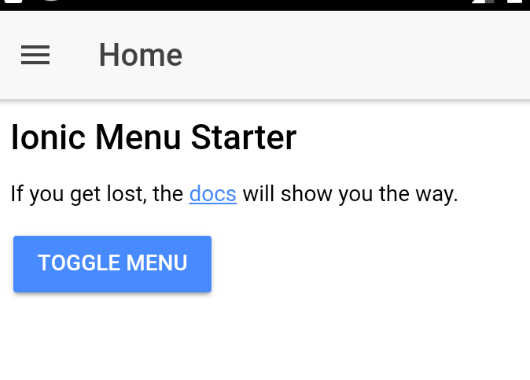 Home
Ionic Menu Starter
If you get lost, the docs will show you the way.
TOGGLE MENU